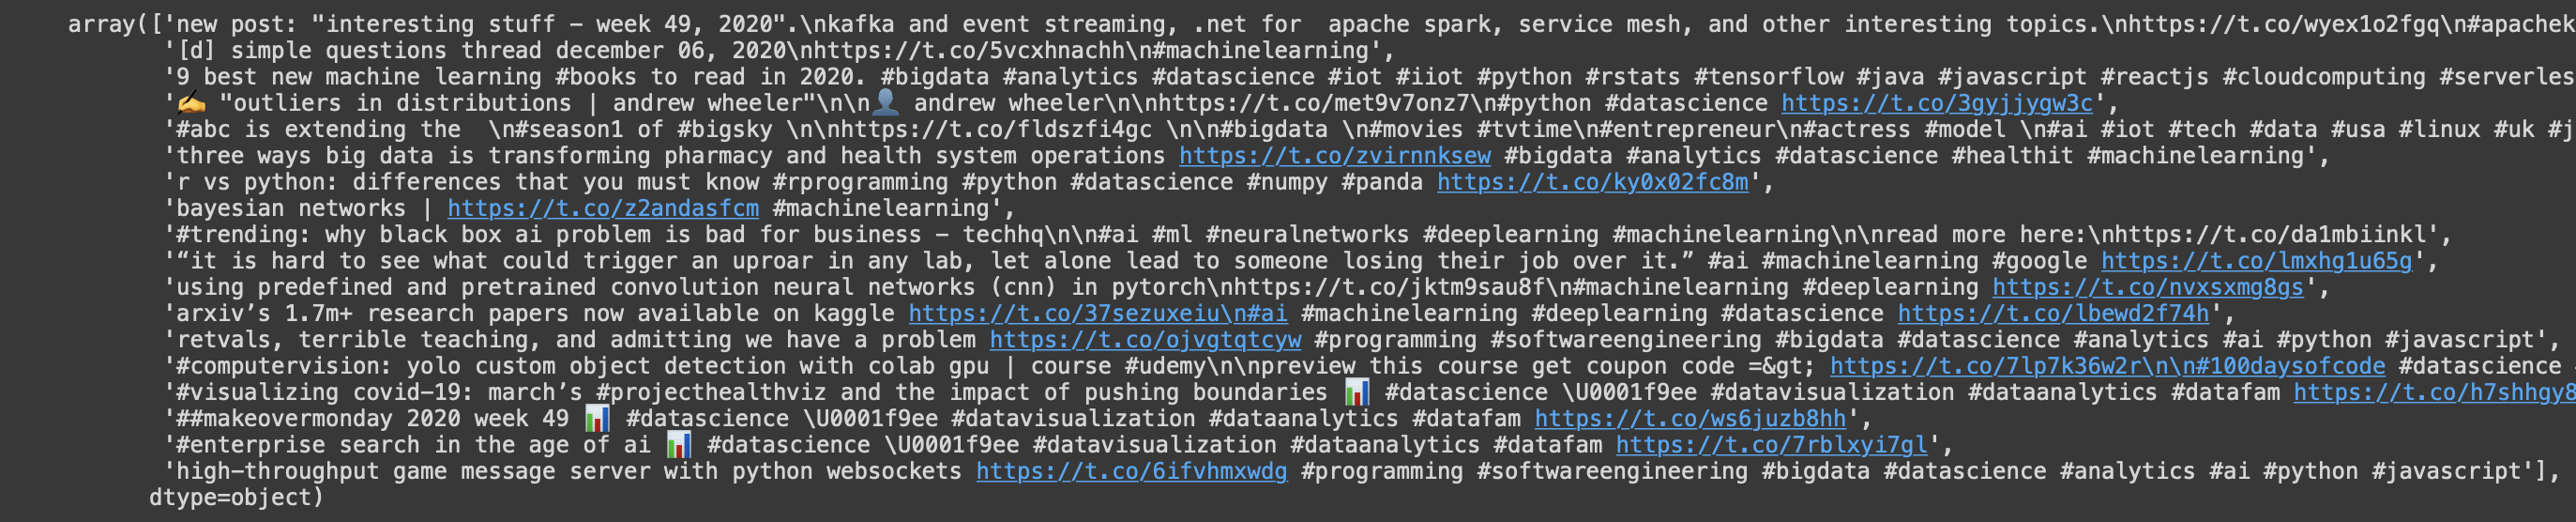 array(['new post: "interesting stuff - week 49, 2020".\nkafka and event streaming, .net for  apache spark, service mesh, and other interesting topics.\nhttps://t.co/wyex1o2fgq\n#apachek
'[d] simple questions thread december 06, 2020\nhttps://t.co/5vcxhnachh\n#machinelearning',
'9 best new machine learning #books to read in 2020. #bigdata #analytics #datascience #iot #iiot #python #rstats #tensorflow #java #javascript #reactjs #cloudcomputing #serverles
'✍️ "outliers in distributions | andrew wheeler"\n\n👤 andrew wheeler\n\nhttps://t.co/met9v7onz7\n#python #datascience https://t.co/3gyjjygw3c',
'#abc is extending the  \n#season1 of #bigsky \n\nhttps://t.co/fldszfi4gc \n\n#bigdata \n#movies #tvtime\n#entrepreneur\n#actress #model \n#ai #iot #tech #data #usa #linux #uk #j
'three ways big data is transforming pharmacy and health system operations https://t.co/zvirnnksew #bigdata #analytics #datascience #healthit #machinelearning',
'r vs python: differences that you must know #rprogramming #python #datascience #numpy #panda https://t.co/ky0x02fc8m',
'bayesian networks | https://t.co/z2andasfcm #machinelearning',
'#trending: why black box ai problem is bad for business - techhq\n\n#ai #ml #neuralnetworks #deeplearning #machinelearning\n\nread more here:\nhttps://t.co/da1mbiinkl',
'“it is hard to see what could trigger an uproar in any lab, let alone lead to someone losing their job over it.” #ai #machinelearning #google https://t.co/lmxhg1u65g',
'using predefined and pretrained convolution neural networks (cnn) in pytorch\nhttps://t.co/jktm9sau8f\n#machinelearning #deeplearning https://t.co/nvxsxmg8gs',
'arxiv’s 1.7m+ research papers now available on kaggle https://t.co/37sezuxeiu\n#ai #machinelearning #deeplearning #datascience https://t.co/lbewd2f74h',
'retvals, terrible teaching, and admitting we have a problem https://t.co/ojvgtqtcyw #programming #softwareengineering #bigdata #datascience #analytics #ai #python #javascript',
'#computervision: yolo custom object detection with colab gpu | course #udemy\n\npreview this course get coupon code =&gt; https://t.co/7lp7k36w2r\n\n#100daysofcode #datascience
'#visualizing covid-19: march’s #projecthealthviz and the impact of pushing boundaries 📊 #datascience \U0001f9ee #datavisualization #dataanalytics #datafam https://t.co/h7shhgy8
'##makeovermonday 2020 week 49 📊 #datascience \U0001f9ee #datavisualization #dataanalytics #datafam https://t.co/ws6juzb8hh',
'#enterprise search in the age of ai 📊 #datascience \U0001f9ee #datavisualization #dataanalytics #datafam https://t.co/7rblxyi7gl',
'high-throughput game message server with python websockets https://t.co/6ifvhmxwdg #programming #softwareengineering #bigdata #datascience #analytics #ai #python #javascript'],
dtype=object)